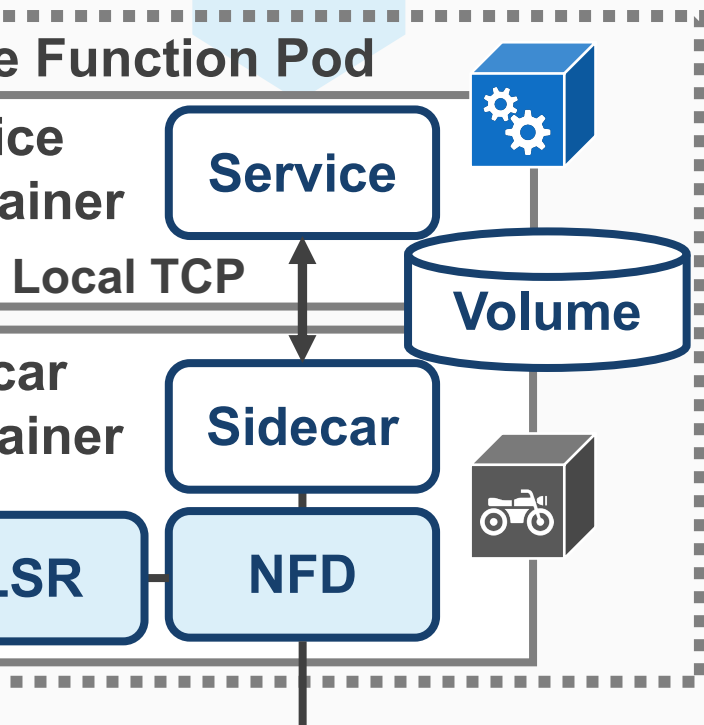 e Function Pod
ice
ainer
Service
Local TCP
Volume
car
ainer
Sidecar
LSR
NFD